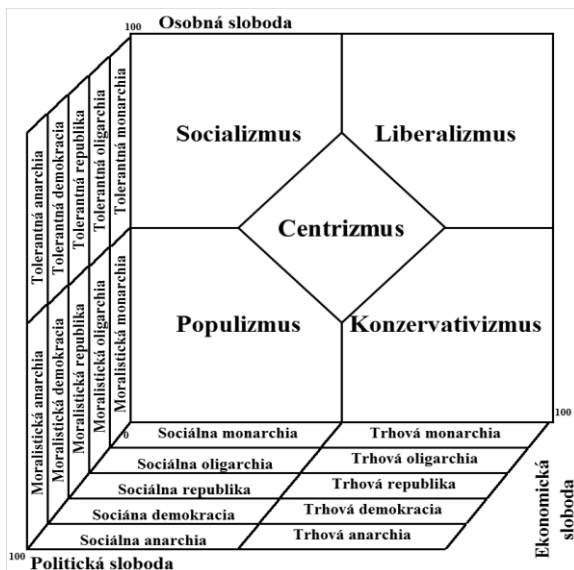 100
Osobná sloboda
Tolerantná anarchia
Tolerantná demokracia
Tolerantná republika
Tolerantná oligarchia
Tolerantná monarchia
Socializmus
Liberalizmus
Centrizmus
Populizmus
Konzervativizmus
Moralistická anarchia
Moralistická demokracia
Moralistická republika
Moralistická oligarchia
Moralistická monarchia
0
100
Sociálna monarchia
Trhová monarchia
Sociálna oligarchia
Trhová oligarchia
Sociálna republika
Trhová republika
Sociána demokracia
Trhová demokracia
Sociálna anarchia
Trhová anarchia
Ekonomická
sloboda
100
Politická sloboda